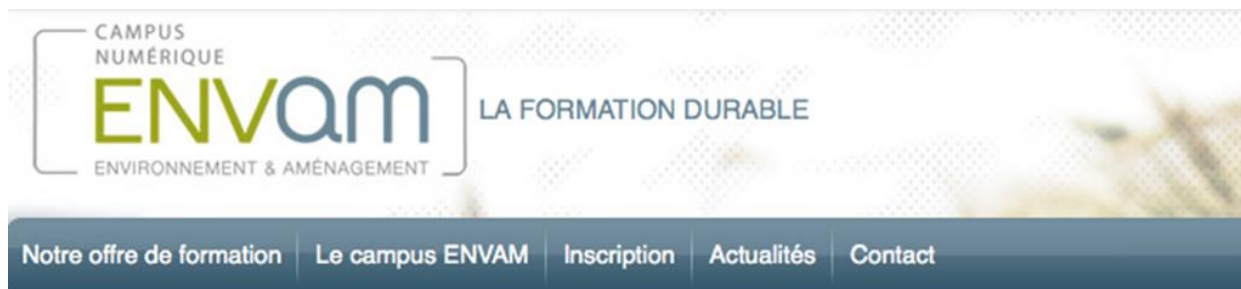 CAMPUS
NUMÉRIQUE
ENVam
ENVIRONNEMENT & AMÉNAGEMENT
LA FORMATION DURABLE
Notre offre de formation Le campus ENVAM Inscription Actualités Contact